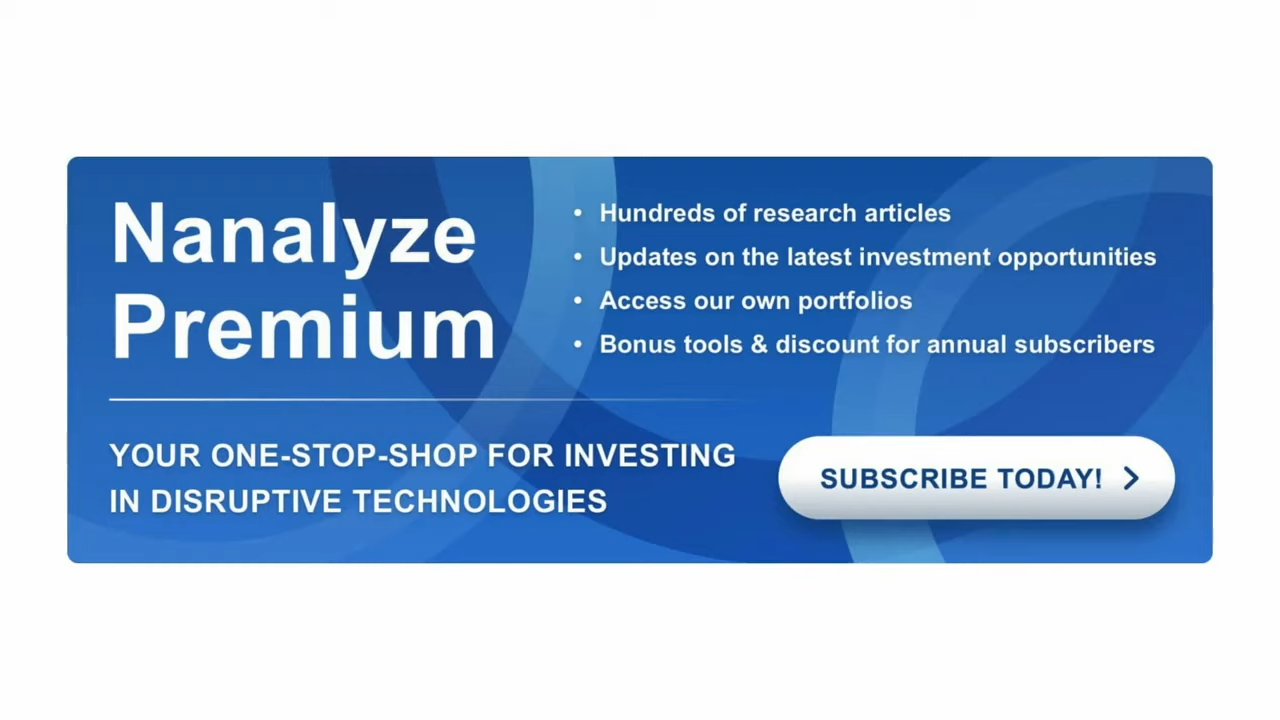 Nanalyze
Premium
• Hundreds of research articles
• Updates on the latest investment opportunities
• Access our own portfolios
• Bonus tools & discount for annual subscribers
YOUR ONE-STOP-SHOP FOR INVESTING
IN DISRUPTIVE TECHNOLOGIES
SUBSCRIBE TODAY!